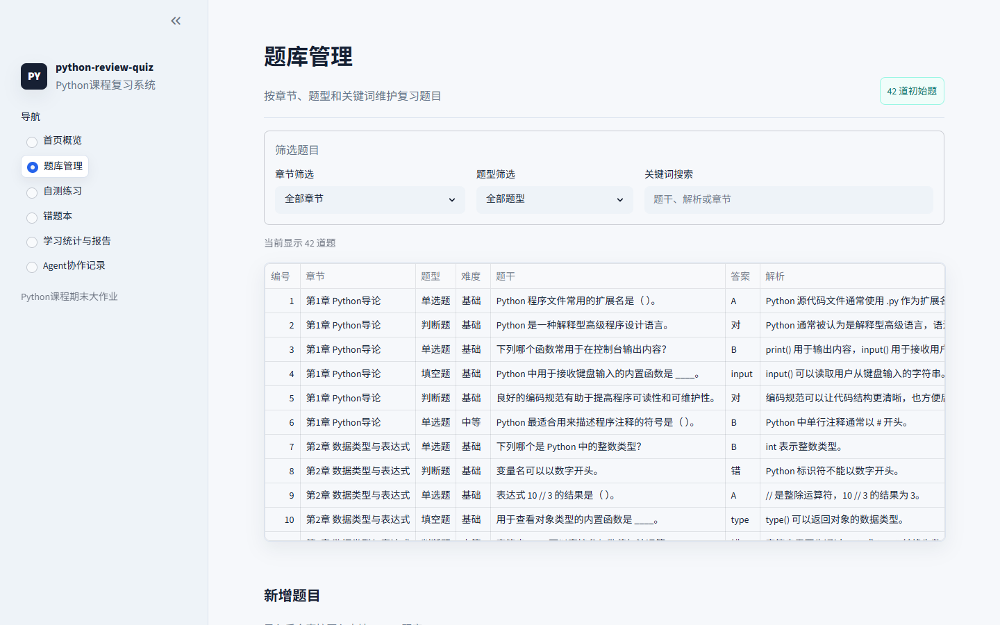 PY
python-review-quiz
Python课程复习系统
导航
首页概览
题库管理
自测练习
错题本
学习统计与报告
Agent协作记录
Python课程期末大作业
题库管理
按章节、题型和关键词维护复习题目
42 道初始题
筛选题目
章节筛选 题型筛选 关键词搜索
全部章节 全部题型 题干、解析或章节
当前显示 42 道题
编号 章节 题型 难度 题干 答案 解析
1 第1章 Python导论 单选题 基础 Python 程序文件常用的扩展名是（ ）。 A Python 源代码文件通常使用 .py 作为扩展名
2 第1章 Python导论 判断题 基础 Python 是一种解释型高级程序设计语言。 对 Python 通常被认为是解释型高级语言，语
3 第1章 Python导论 单选题 基础 下列哪个函数常用于在控制台输出内容？ B print() 用于输出内容，input() 用于接收用户
4 第1章 Python导论 填空题 基础 Python 中用于接收键盘输入的内置函数是 ____。 input input() 可以读取用户从键盘输入的字符串。
5 第1章 Python导论 判断题 基础 良好的编码规范有助于提高程序可读性和可维护性。 对 编码规范可以让代码结构更清晰，也方便
6 第1章 Python导论 单选题 中等 Python 最适合用来描述程序注释的符号是（ ）。 B Python 中单行注释通常以 # 开头。
7 第2章 数据类型与表达式 单选题 基础 下列哪个是 Python 中的整数类型？ B int 表示整数类型。
8 第2章 数据类型与表达式 判断题 基础 变量名可以以数字开头。 错 Python 标识符不能以数字开头。
9 第2章 数据类型与表达式 单选题 基础 表达式 10 // 3 的结果是（ ）。 A // 是整除运算符，10 // 3 的结果为 3。
10 第2章 数据类型与表达式 填空题 基础 用于查看对象类型的内置函数是 ____。 type type() 可以返回对象的数据类型。
新增题目